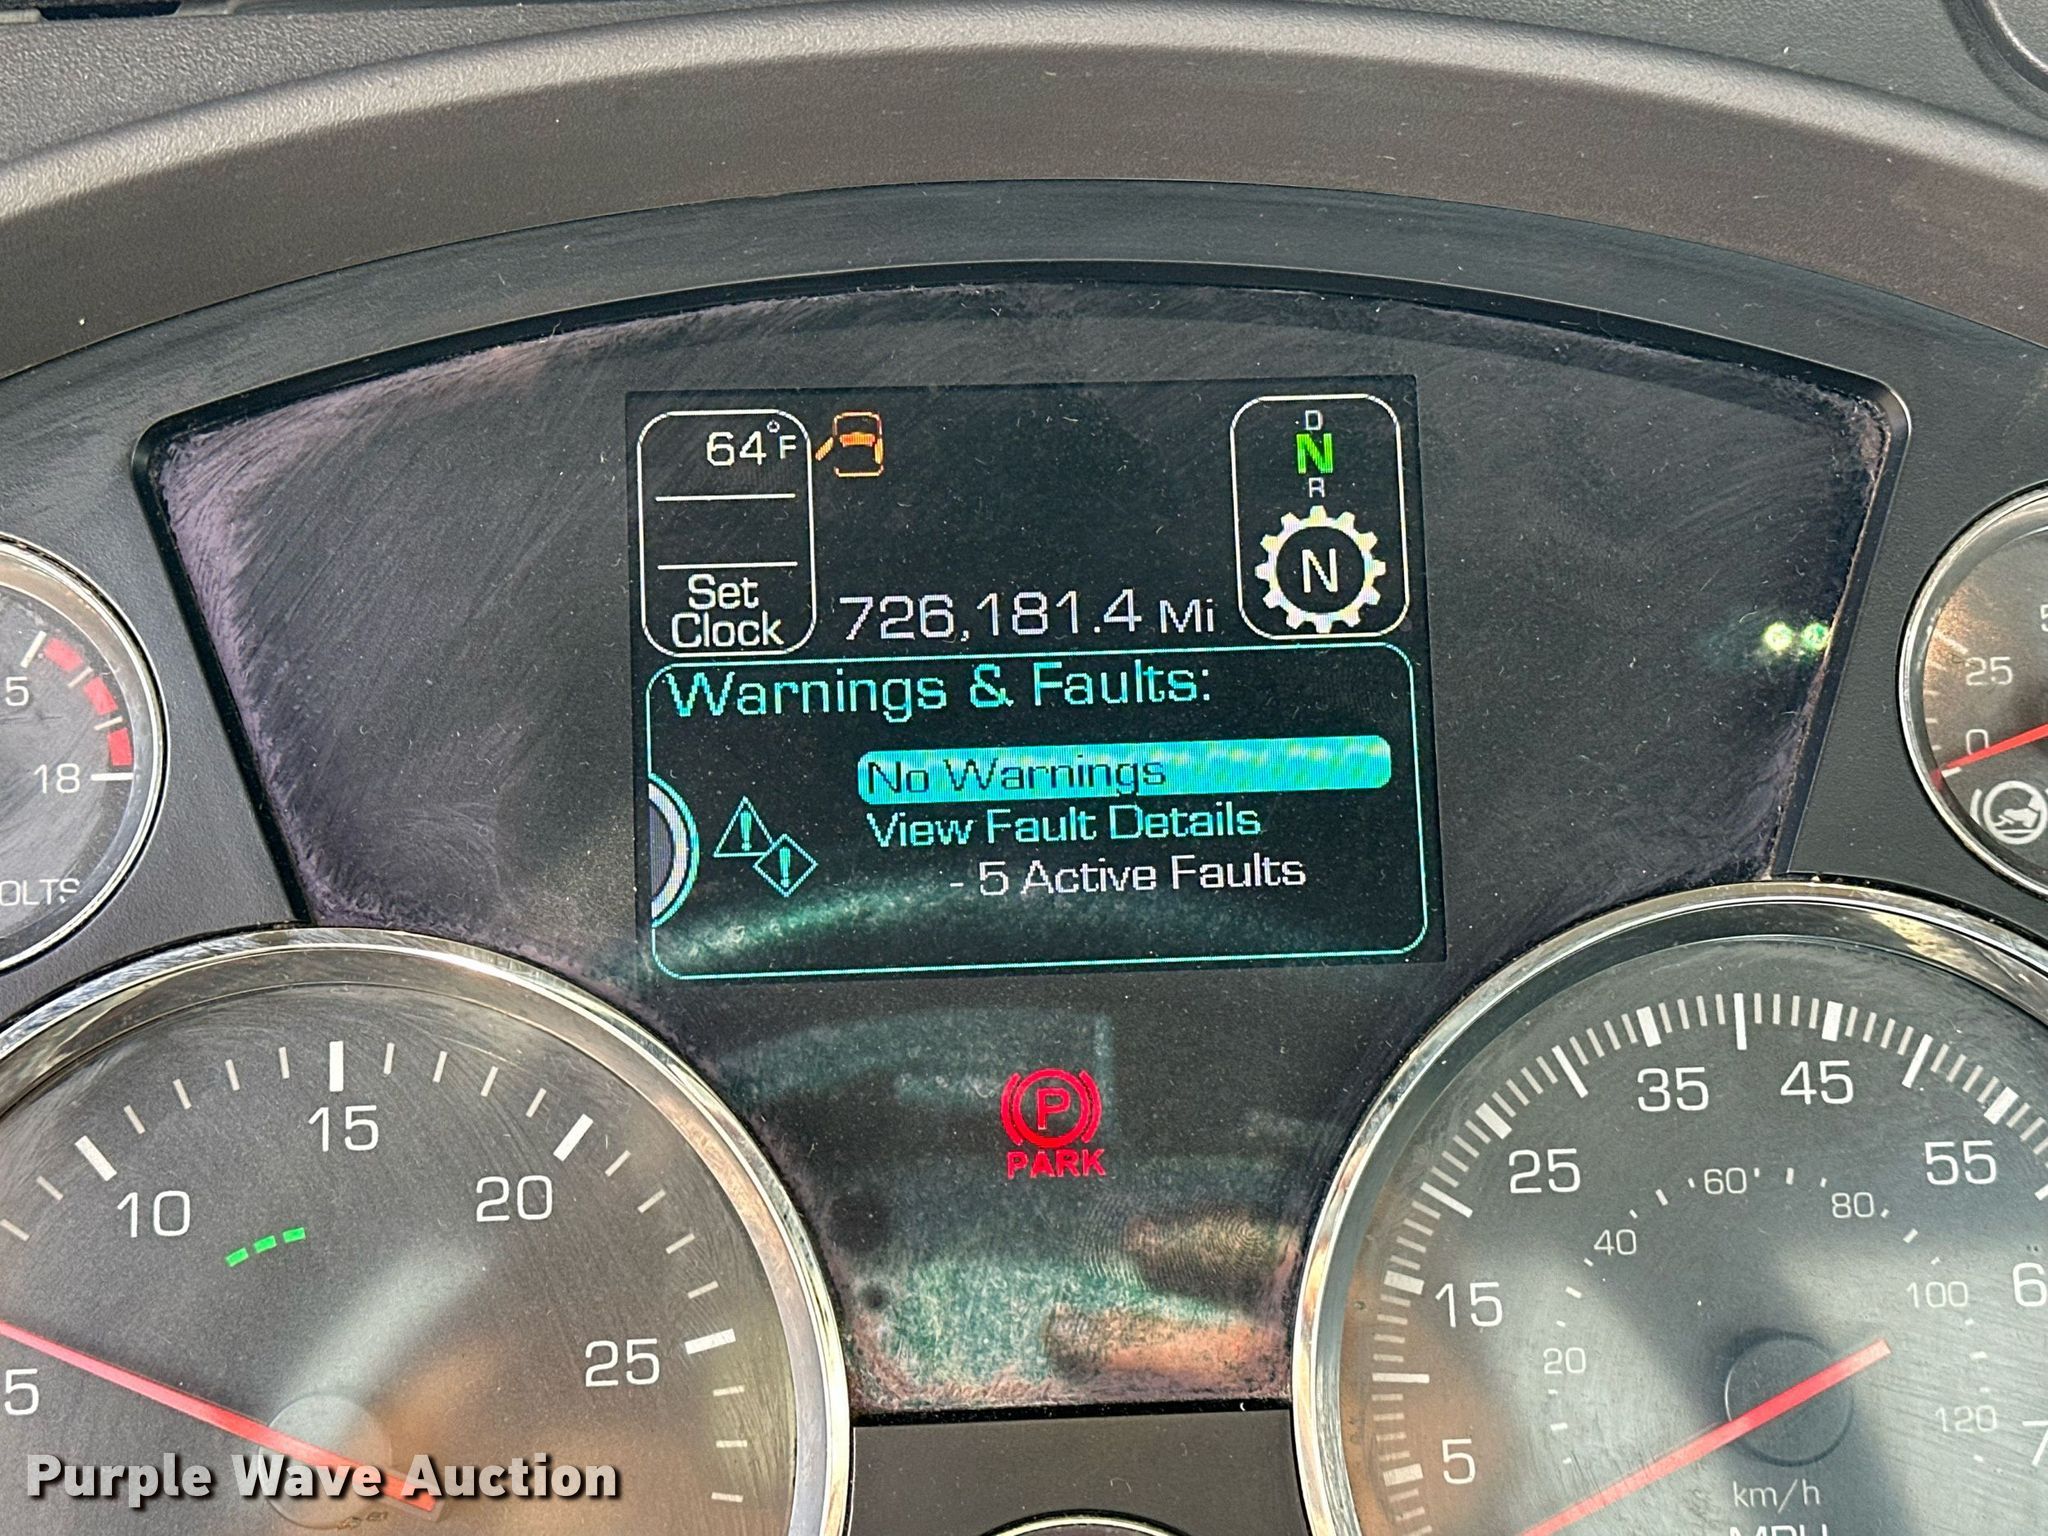 64°F
D
N
R
N
Set
Clock
726,181.4 Mi
Warnings & Faults:
No Warnings
View Fault Details
- 5 Active Faults
PARK
P
18
25
0
5
10
15
20
25
5
15
25
35
45
55
20
40
60
80
100
120
km/h
MPH
Purple Wave Auction